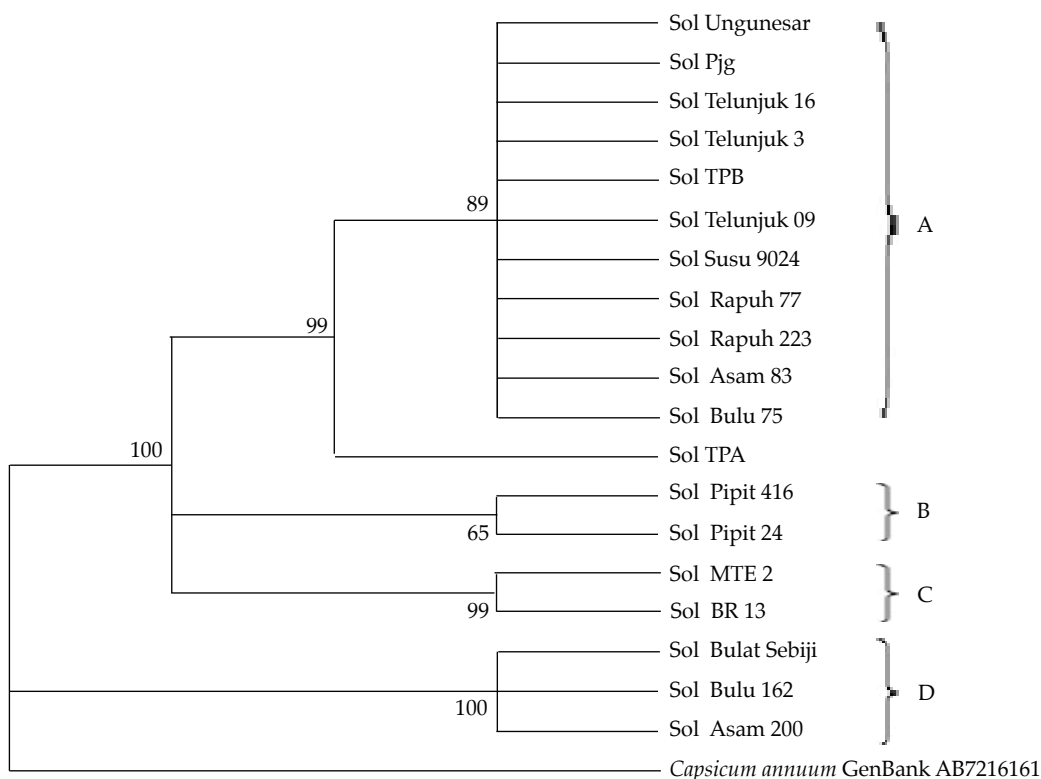 Sol Ungunesar
Sol Pjg
Sol Telunjuk 16
Sol Telunjuk 3
Sol TPB
89
Sol Telunjuk 09
A
Sol Susu 9024
Sol Rapuh 77
99
Sol Rapuh 223
Sol Asam 83
Sol Bulu 75
100
Sol TPA
Sol Pipit 416
B
65
Sol Pipit 24
Sol MTE 2
C
99
Sol BR 13
Sol Bulat Sebiji
Sol Bulu 162
D
100
Sol Asam 200
Capsicum annuum GenBank AB7216161